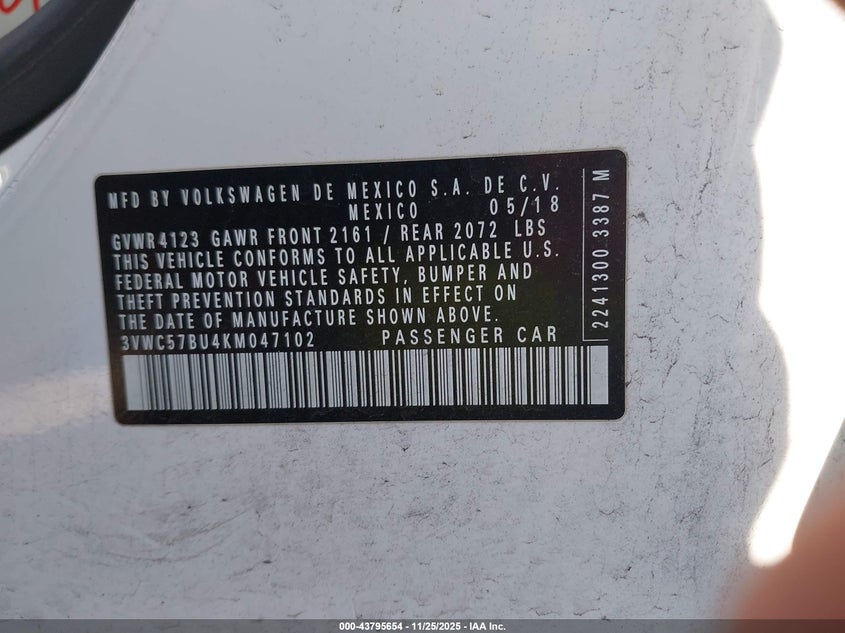 MFD BY VOLKSWAGEN DE MEXICO S.A. DE C.V.
MEXICO 05/18
GVWR4123 GAWR FRONT 2161 / REAR 2072 LBS
THIS VEHICLE CONFORMS TO ALL APPLICABLE U.S.
FEDERAL MOTOR VEHICLE SAFETY, BUMPER AND
THEFT PREVENTION STANDARDS IN EFFECT ON
THE DATE OF MANUFACTURE SHOWN ABOVE.
3VWC57BU4KM047102 PASSENGER CAR
2241300 3387 M
000-43795654 - 11/25/2025 - IAA Inc.